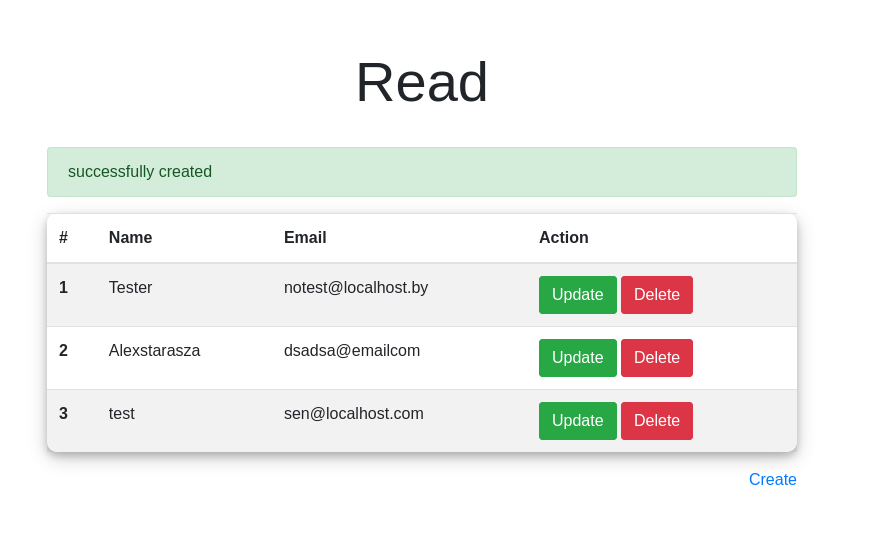 Read
successfully created
# Name Email Action
1 Tester notest@localhost.by Update Delete
2 Alexstarasza dsadsa@emailcom Update Delete
3 test sen@localhost.com Update Delete
Create